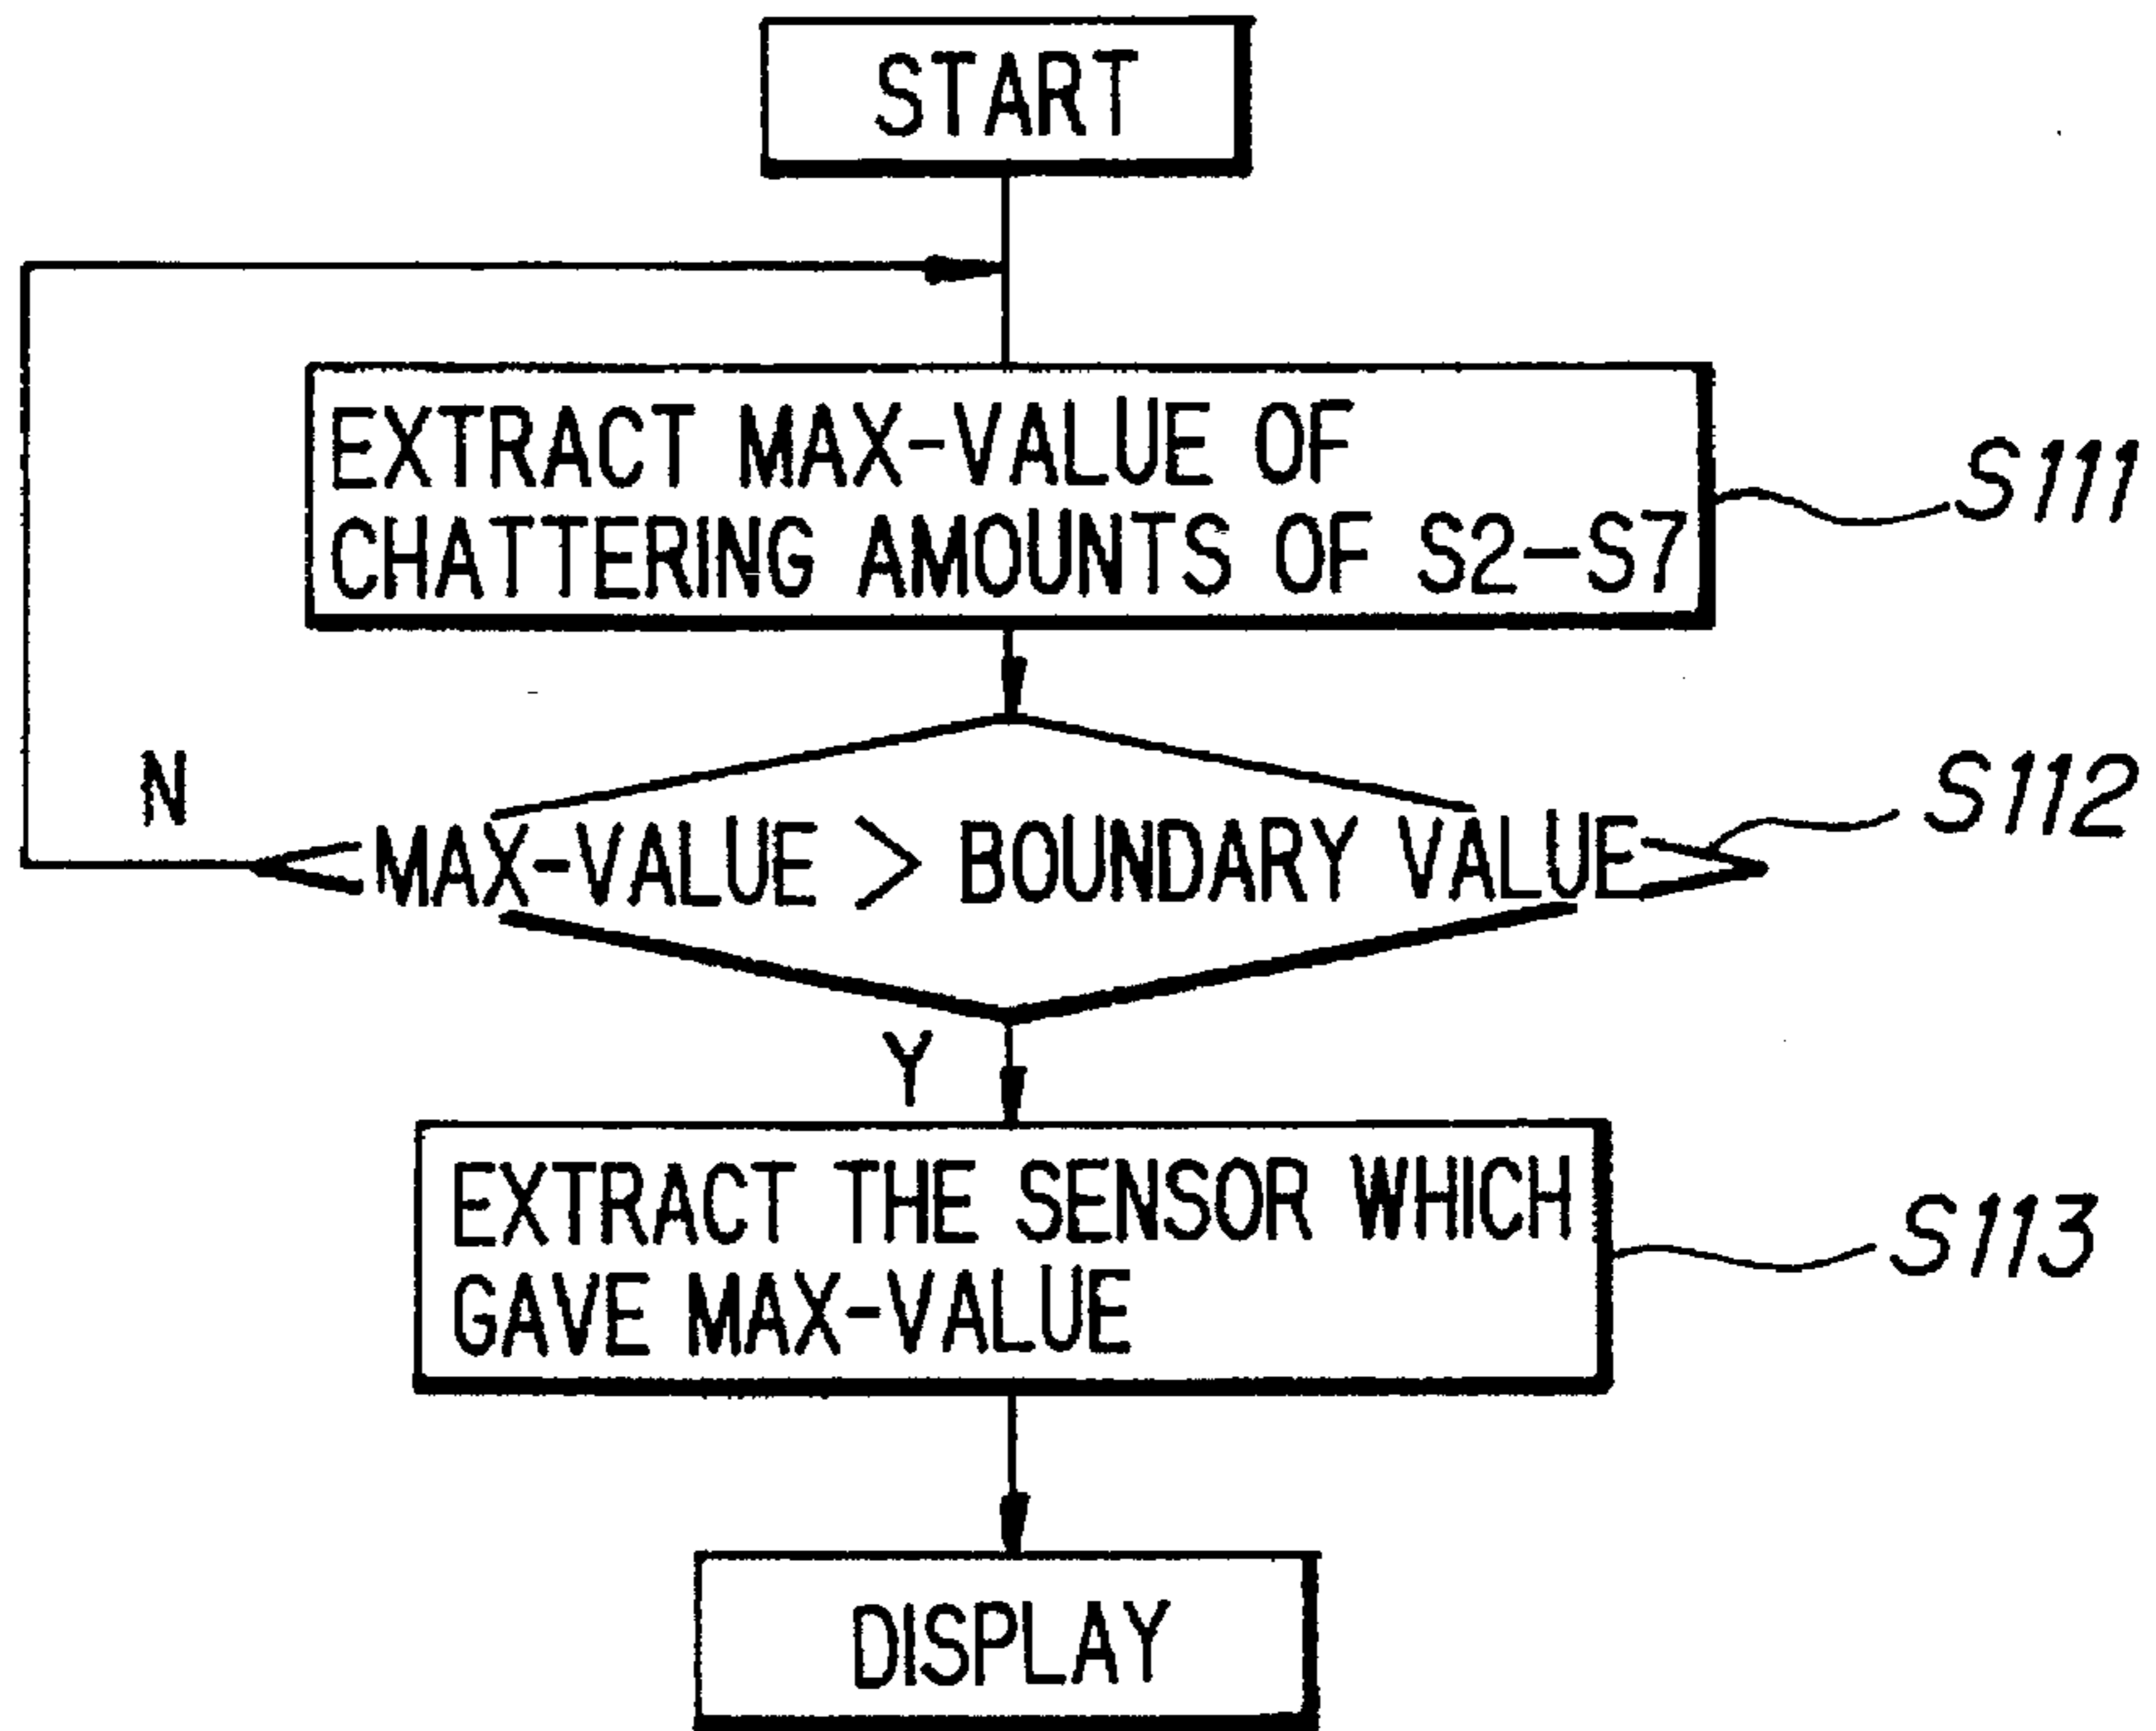 START
EXTRACT MAX-VALUE OF
CHATTERING AMOUNTS OF S2-S7
S111
N
MAX-VALUE > BOUNDARY VALUE
S112
Y
EXTRACT THE SENSOR WHICH
GAVE MAX-VALUE
S113
DISPLAY